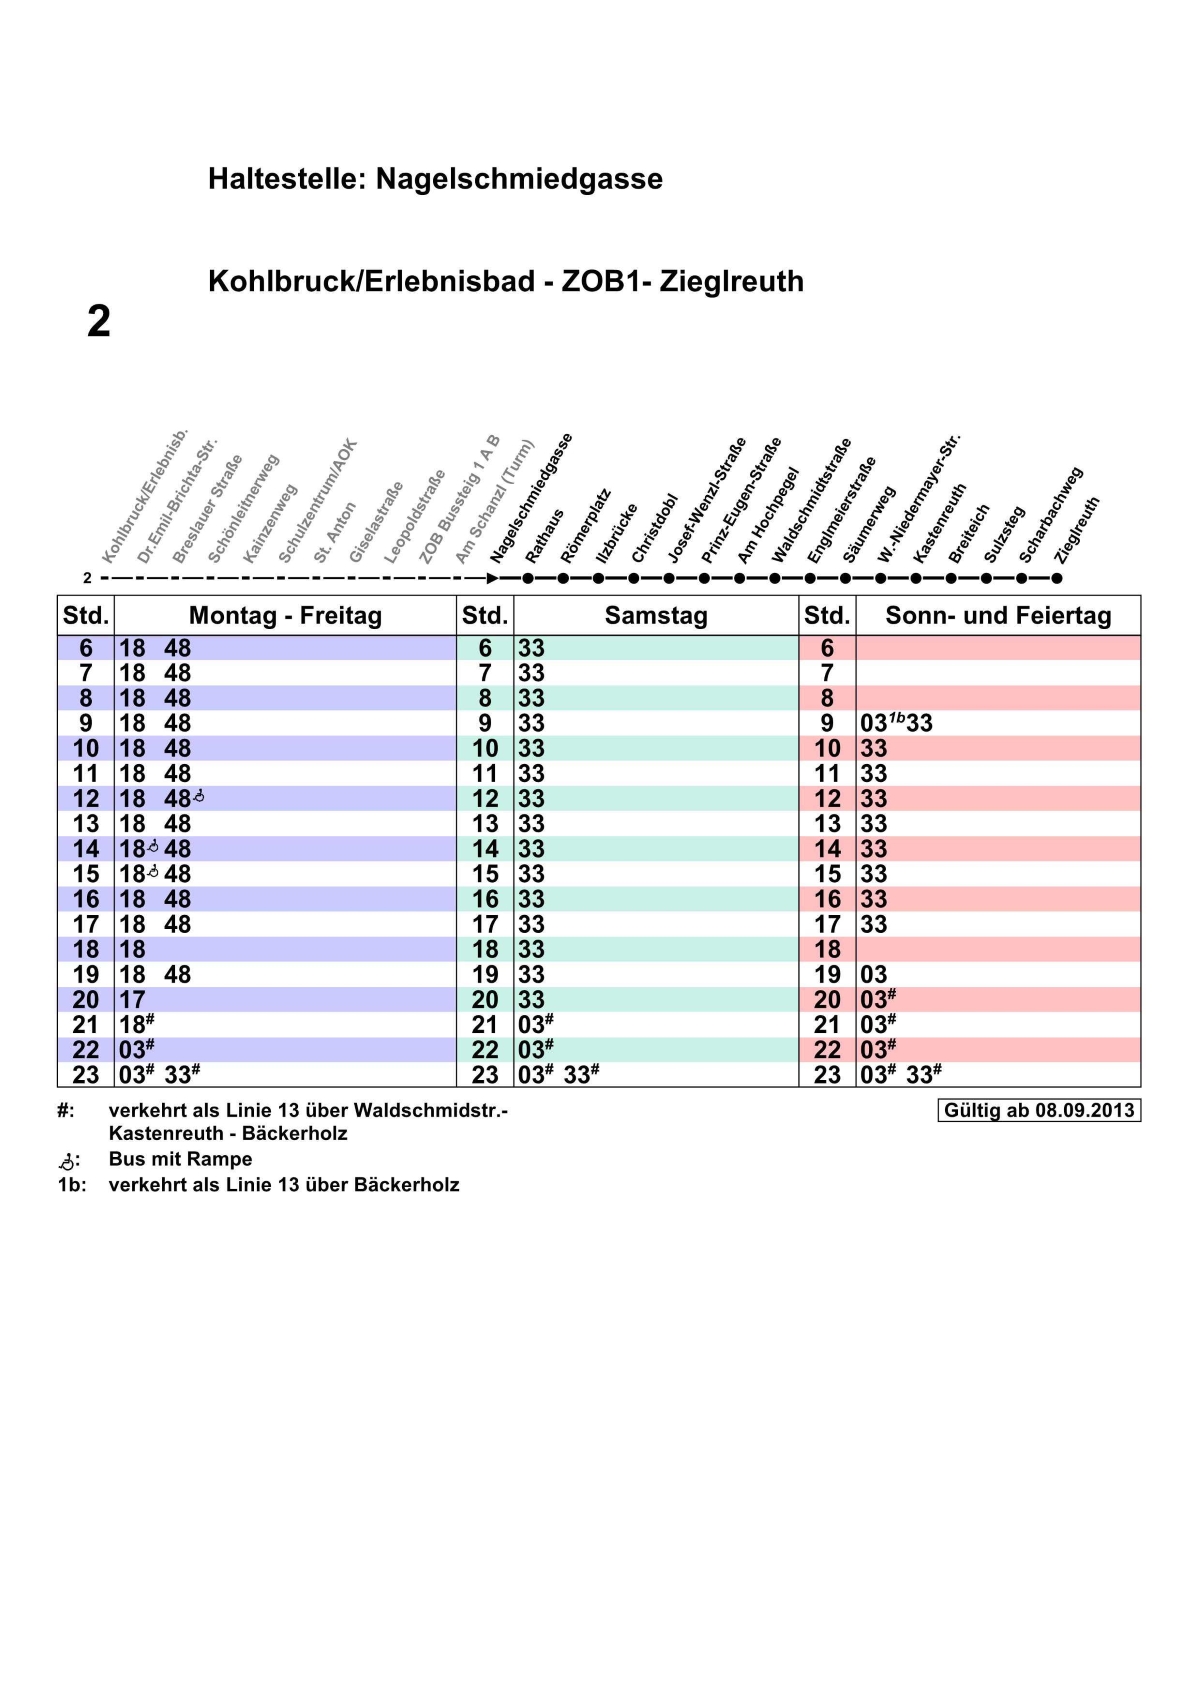 Haltestelle: Nagelschmiedgasse
Kohlbruck/Erlebnisbad - ZOB1- Zieglreuth
2
Kohlbruck/Erlebnisb.
Dr.Emil-Brichta-Str.
Breslauer Straße
Schönleitnerweg
Kainzenweg
Schulzentrum/AOK
St. Anton
Giselastraße
Leopoldstraße
ZOB Bussteig 1 A B
Am Schanzl (Turm)
Nagelschmiedgasse
Rathaus
Römerplatz
Ilzbrücke
Christdobl
Josef-Wenzl-Straße
Prinz-Eugen-Straße
Am Hochpegel
Waldschmidtstraße
Englmeierstraße
Säumerweg
W.-Niedermayer-Str.
Kastenreuth
Breiteich
Sulzsteg
Scharbachweg
Zieglreuth
2
Std. Montag - Freitag Std. Samstag Std. Sonn- und Feiertag
6 18 48 6 33 6
7 18 48 7 33 7
8 18 48 8 33 8
9 18 48 9 33 9 03 1b 33
10 18 48 10 33 10 33
11 18 48 11 33 11 33
12 18 48 12 33 12 33
13 18 48 13 33 13 33
14 18 48 14 33 14 33
15 18 48 15 33 15 33
16 18 48 16 33 16 33
17 18 48 17 33 17 33
18 18 18 33 18
19 18 48 19 33 19 03
20 17 20 33 20 03#
21 18# 21 03# 21 03#
22 03# 22 03# 22 03#
23 03# 33# 23 03# 33# 23 03# 33#
#: verkehrt als Linie 13 über Waldschmidstr.-
Kastenreuth - Bäckerholz
Gültig ab 08.09.2013
: Bus mit Rampe
1b: verkehrt als Linie 13 über Bäckerholz